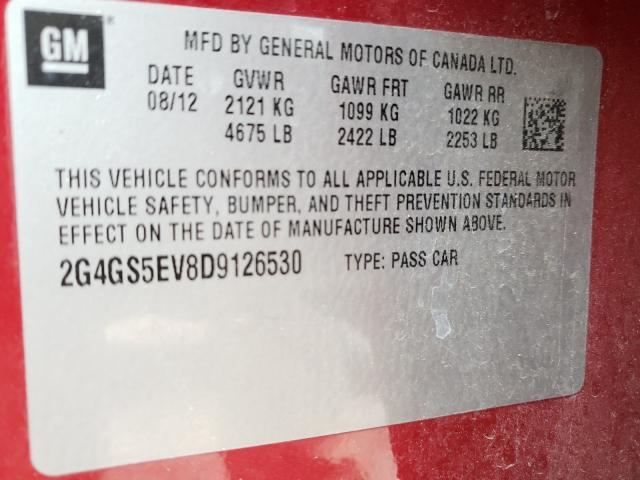 GM ®
MFD BY GENERAL MOTORS OF CANADA LTD.
DATE GVWR GAWR FRT GAWR RR
08/12 2121 KG 1099 KG 1022 KG
4675 LB 2422 LB 2253 LB
THIS VEHICLE CONFORMS TO ALL APPLICABLE U.S. FEDERAL MOTOR
VEHICLE SAFETY, BUMPER, AND THEFT PREVENTION STANDARDS IN
EFFECT ON THE DATE OF MANUFACTURE SHOWN ABOVE.
2G4GS5EV8D9126530 TYPE: PASS CAR